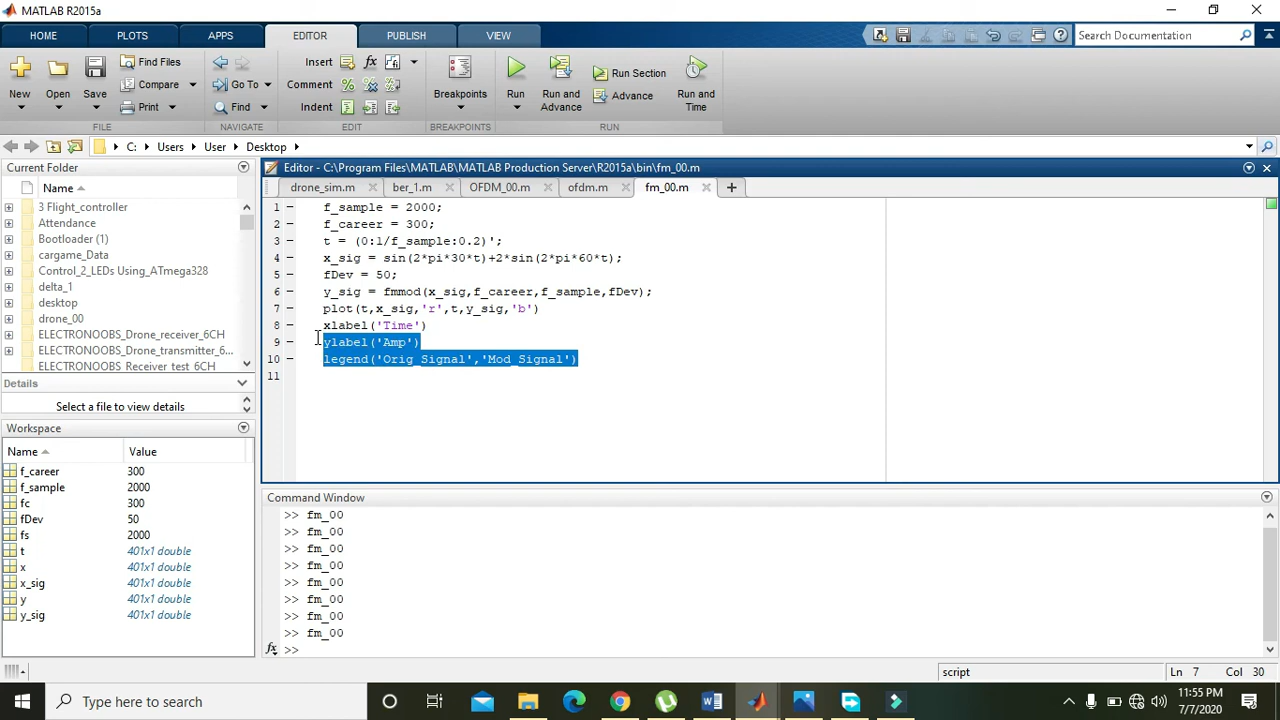 MATLAB R2015a
HOME PLOTS APPS EDITOR PUBLISH VIEW
Search Documentation
New Open Save Find Files Compare Print
Go To Find
Insert fx Comment Indent
Breakpoints
Run Run and Advance Run Section Advance Run and Time
FILE NAVIGATE EDIT BREAKPOINTS RUN
C: Users User Desktop
Current Folder
Name
3 Flight_controller
Attendance
Bootloader (1)
cargame_Data
Control_2_LEDs Using_ATmega328
delta_1
desktop
drone_00
ELECTRONOOBS_Drone_receiver_6CH
ELECTRONOOBS_Drone_transmitter_6...
ELECTRONOOBS_Receiver_test_6CH
Details
Select a file to view details
Workspace
Name Value
f_career 300
f_sample 2000
fc 300
fDev 50
fs 2000
t 401x1 double
x 401x1 double
x_sig 401x1 double
y 401x1 double
y_sig 401x1 double
Editor - C:\Program Files\MATLAB\MATLAB Production Server\R2015a\bin\fm_00.m
drone_sim.m ber_1.m OFDM_00.m ofdm.m fm_00.m
1 f_sample = 2000;
2 f_career = 300;
3 t = (0:1/f_sample:0.2)';
4 x_sig = sin(2*pi*30*t)+2*sin(2*pi*60*t);
5 fDev = 50;
6 y_sig = fmmod(x_sig,f_career,f_sample,fDev);
7 plot(t,x_sig,'r',t,y_sig,'b')
8 xlabel('Time')
9 ylabel('Amp')
10 legend('Orig_Signal','Mod_Signal')
11
Command Window
>> fm_00
>> fm_00
>> fm_00
>> fm_00
>> fm_00
>> fm_00
>> fm_00
>> fm_00
fx >>
script Ln 7 Col 30
Type here to search
11:55 PM
7/7/2020